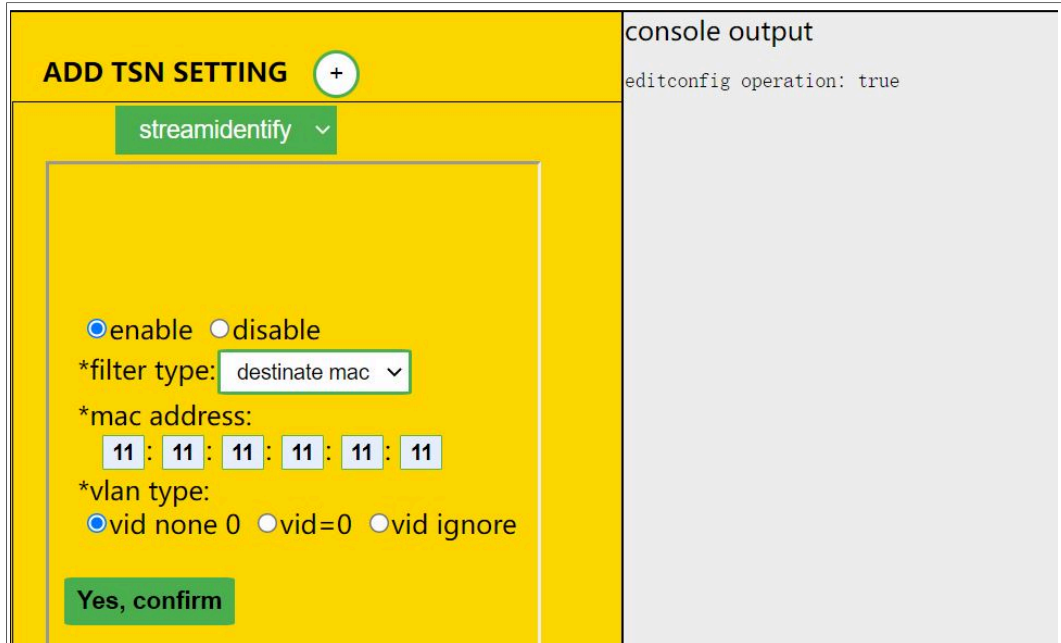 ADD TSN SETTING +
streamidentify
enable disable
*filter type: destinate mac
*mac address:
11 : 11 : 11 : 11 : 11 : 11
*vlan type:
vid none 0 vid=0 vid ignore
Yes, confirm
console output
editconfig operation: true